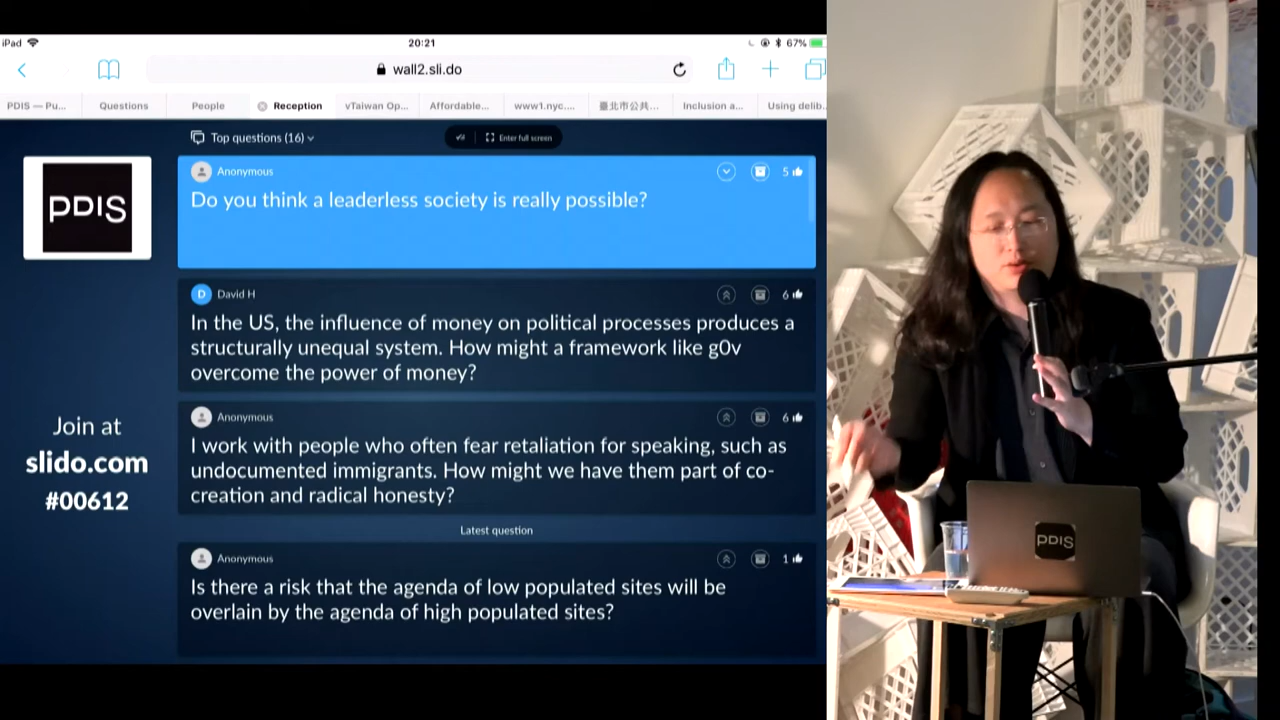 iPad
20:21
67%
wall2.sli.do
PDIS — Pu...
Questions
People
Reception
vTaiwan Op...
Affordable...
www1.nyc....
臺北市公共...
Inclusion a...
Using delib..
Top questions (16)
Enter full screen
PDIS
Anonymous
5
Do you think a leaderless society is really possible?
D
David H
6
In the US, the influence of money on political processes produces a
structurally unequal system. How might a framework like g0v
overcome the power of money?
Anonymous
6
I work with people who often fear retaliation for speaking, such as
undocumented immigrants. How might we have them part of co-
creation and radical honesty?
Join at
slido.com
#00612
Latest question
Anonymous
1
Is there a risk that the agenda of low populated sites will be
overlain by the agenda of high populated sites?
PDIS